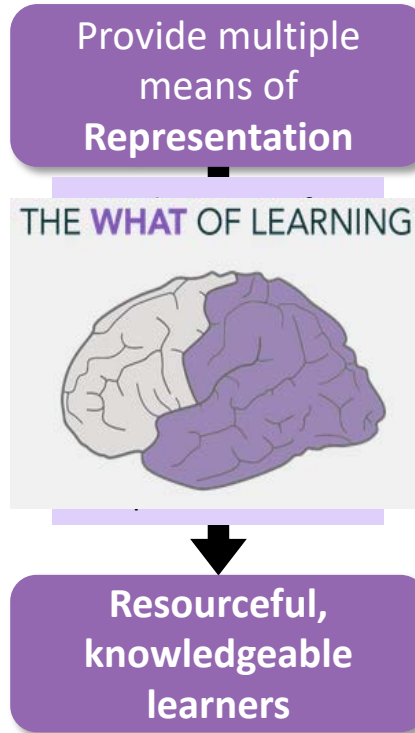 Provide multiple
means of
Representation
THE WHAT OF LEARNING
Resourceful,
knowledgeable
learners